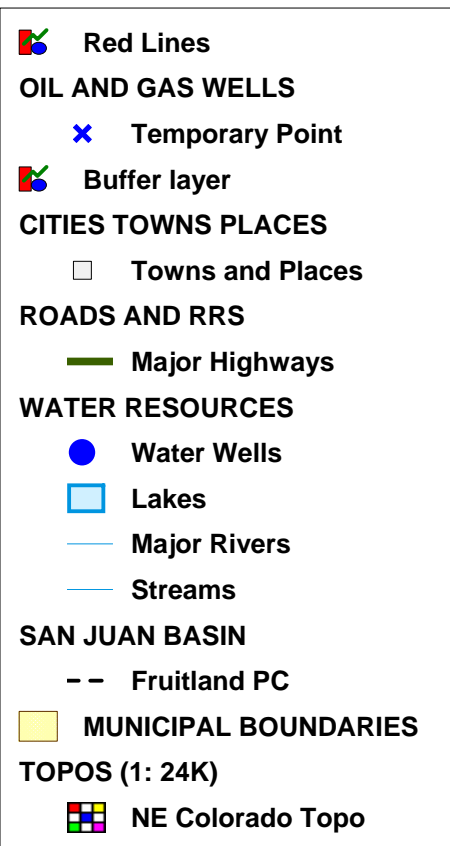 Red Lines
OIL AND GAS WELLS
Temporary Point
Buffer layer
CITIES TOWNS PLACES
Towns and Places
ROADS AND RRS
Major Highways
WATER RESOURCES
Water Wells
Lakes
Major Rivers
Streams
SAN JUAN BASIN
Fruitland PC
MUNICIPAL BOUNDARIES
TOPOS (1: 24K)
NE Colorado Topo